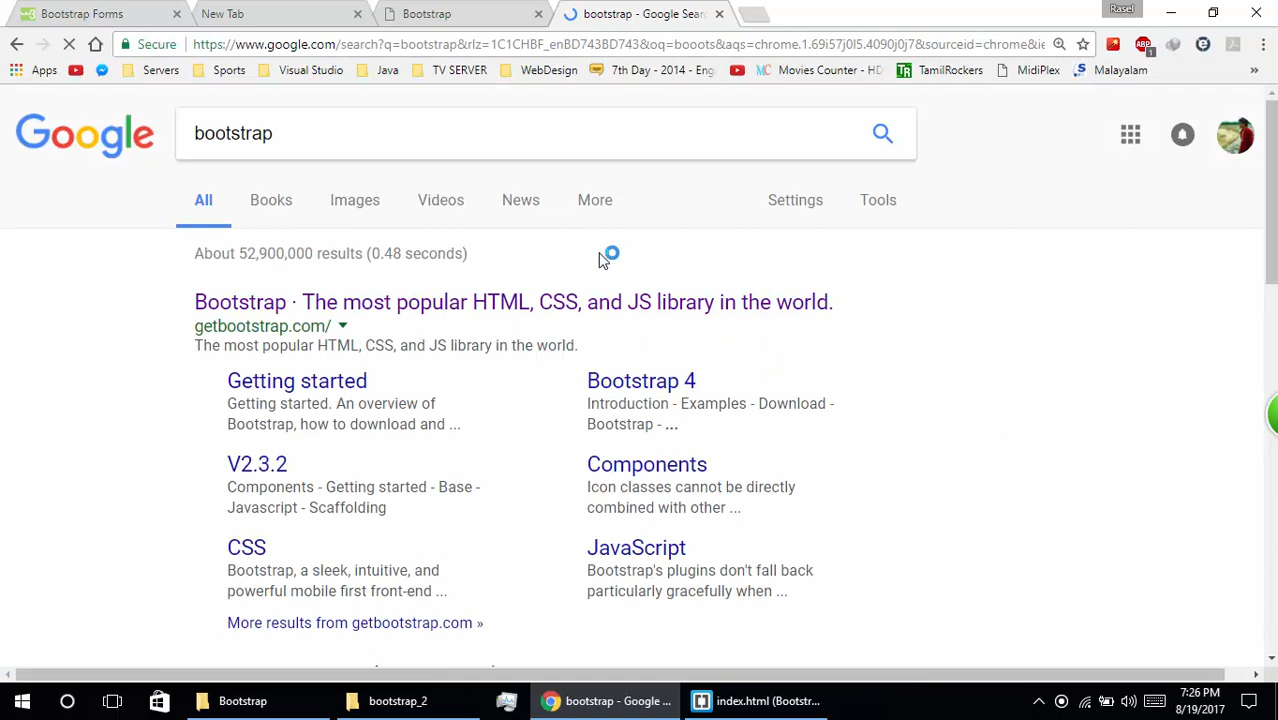 Bootstrap Forms
New Tab
Bootstrap
bootstrap - Google Sear
Rasel
Secure
https://www.google.com/search?q=bootstrap&rlz=1C1CHBF_enBD743BD743&oq=booots&aqs=chrome.1.69i57j0l5.4090j0j7&sourceid=chrome&ie
ABP
1
Apps
Servers
Sports
Visual Studio
Java
TV SERVER
WebDesign
7th Day - 2014 - Eng
MC Movies Counter - HD
TR TamilRockers
MidiPlex
S Malayalam
»
Google
bootstrap
All
Books
Images
Videos
News
More
Settings
Tools
About 52,900,000 results (0.48 seconds)
Bootstrap · The most popular HTML, CSS, and JS library in the world.
getbootstrap.com/
The most popular HTML, CSS, and JS library in the world.
Getting started
Getting started. An overview of
Bootstrap, how to download and ...
Bootstrap 4
Introduction - Examples - Download -
Bootstrap - ...
V2.3.2
Components - Getting started - Base -
Javascript - Scaffolding
Components
Icon classes cannot be directly
combined with other ...
CSS
Bootstrap, a sleek, intuitive, and
powerful mobile first front-end ...
JavaScript
Bootstrap's plugins don't fall back
particularly gracefully when ...
More results from getbootstrap.com »
Bootstrap
bootstrap_2
bootstrap - Google ...
index.html (Bootstr...
7:26 PM
8/19/2017